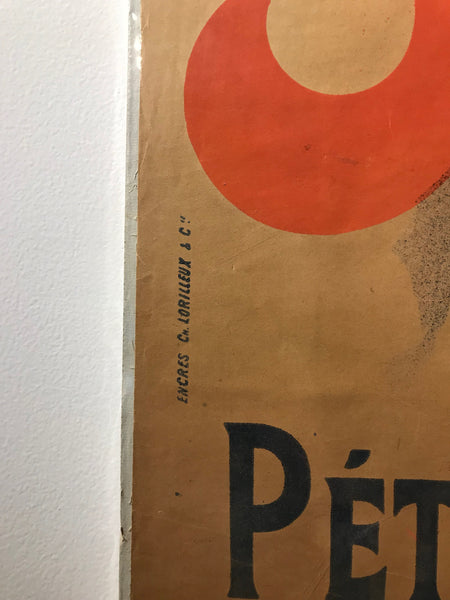 ENCRES CH. LORILLEUX & Cie
PÉT